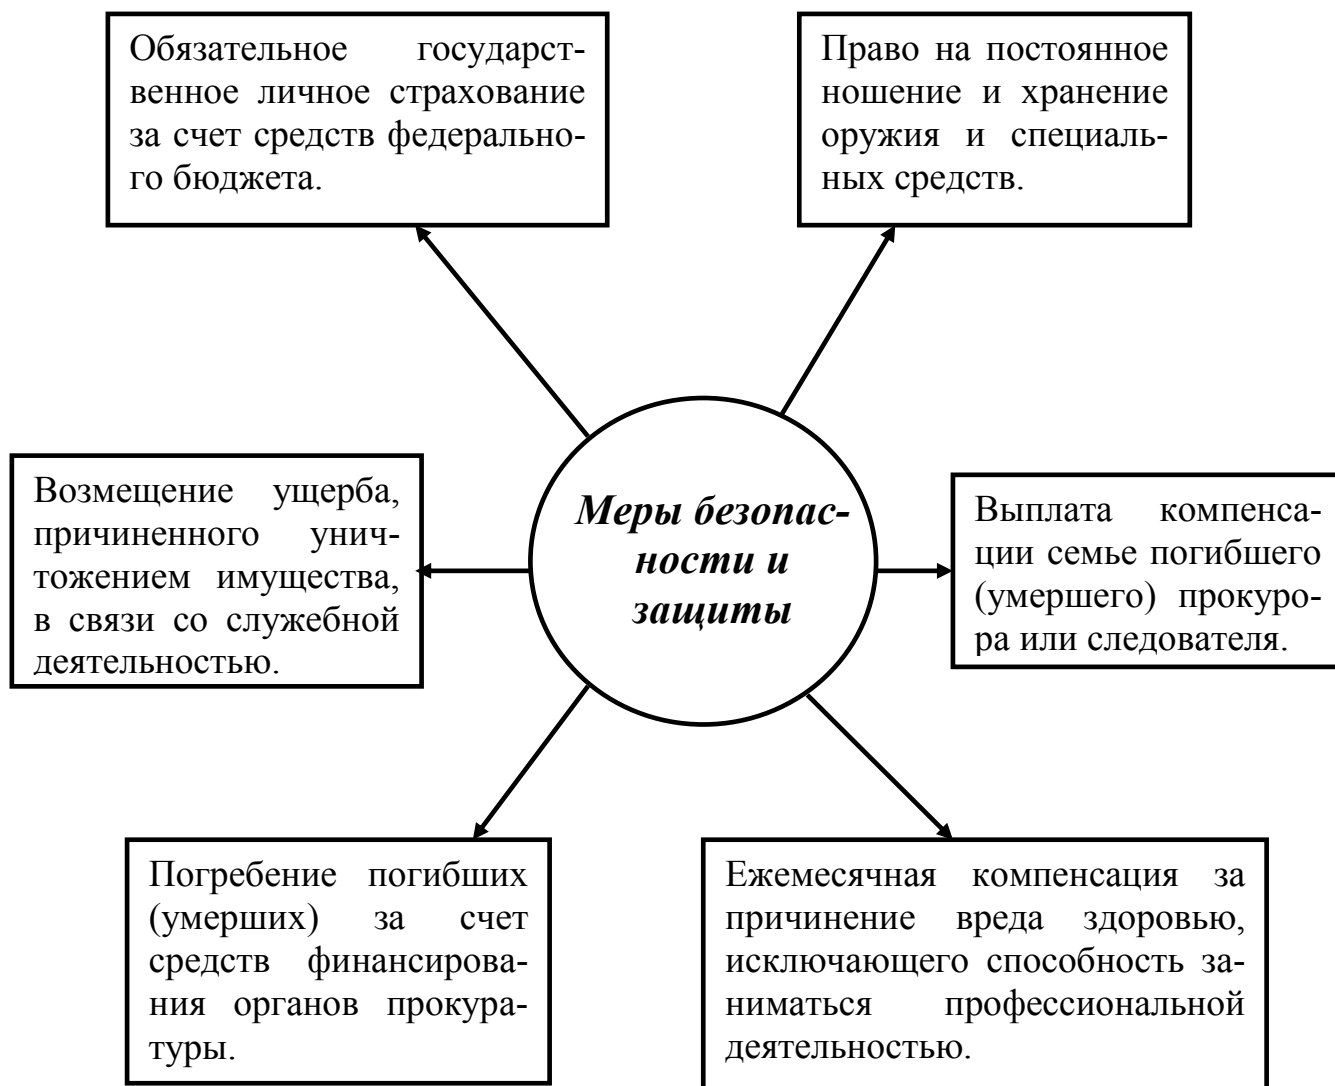 Обязательное государст-
венное личное страхование
за счет средств федерально-
го бюджета.
Право на постоянное
ношение и хранение
оружия и специаль-
ных средств.
Возмещение ущерба,
причиненного унич-
тожением имущества,
в связи со служебной
деятельностью.
Меры безопас-
ности и
защиты
Выплата компенса-
ции семье погибшего
(умершего) прокуро-
ра или следователя.
Погребение погибших
(умерших) за счет
средств финансирова-
ния органов прокура-
туры.
Ежемесячная компенсация за
причинение вреда здоровью,
исключающего способность за-
ниматься профессиональной
деятельностью.